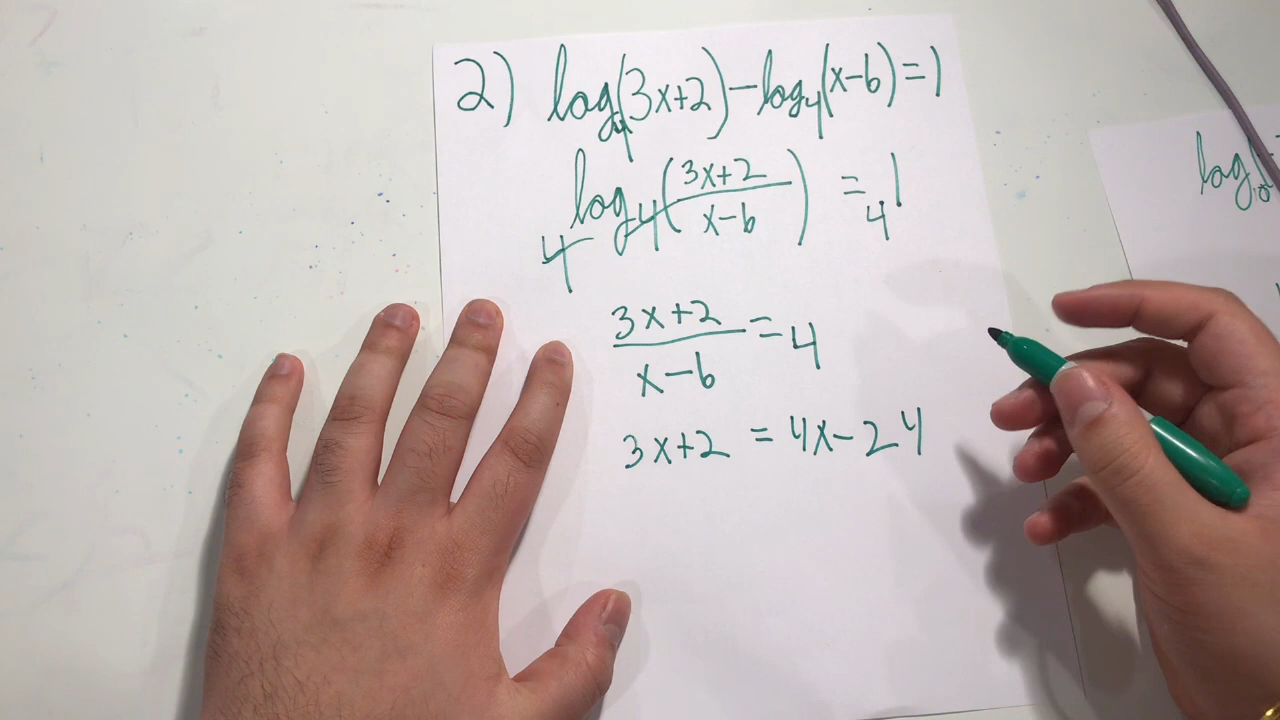 2) log₄(3x+2)-log₄(x-6)=1
4^log₄((3x+2)/(x-6)) = 4^1
(3x+2)/(x-6) = 4
3x+2 = 4x-24
log